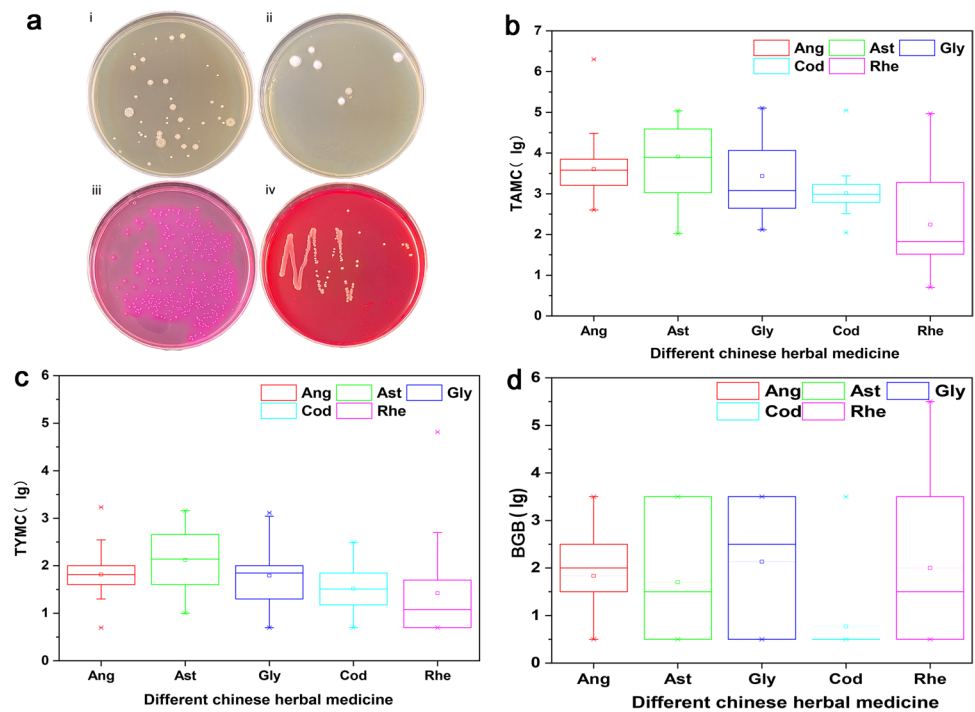 a
i
ii
iii
iv
b
7
6
5
4
3
2
1
0
TAMC( lg)
Ang
Ast
Gly
Cod
Rhe
Ang
Ast
Gly
Cod
Rhe
Different chinese herbal medicine
c
6
5
4
3
2
1
0
TYMC( lg)
Ang
Ast
Gly
Cod
Rhe
Ang
Ast
Gly
Cod
Rhe
Different chinese herbal medicine
d
6
5
4
3
2
1
0
BGB( lg)
Ang
Ast
Gly
Cod
Rhe
Ang
Ast
Gly
Cod
Rhe
Different chinese herbal medicine